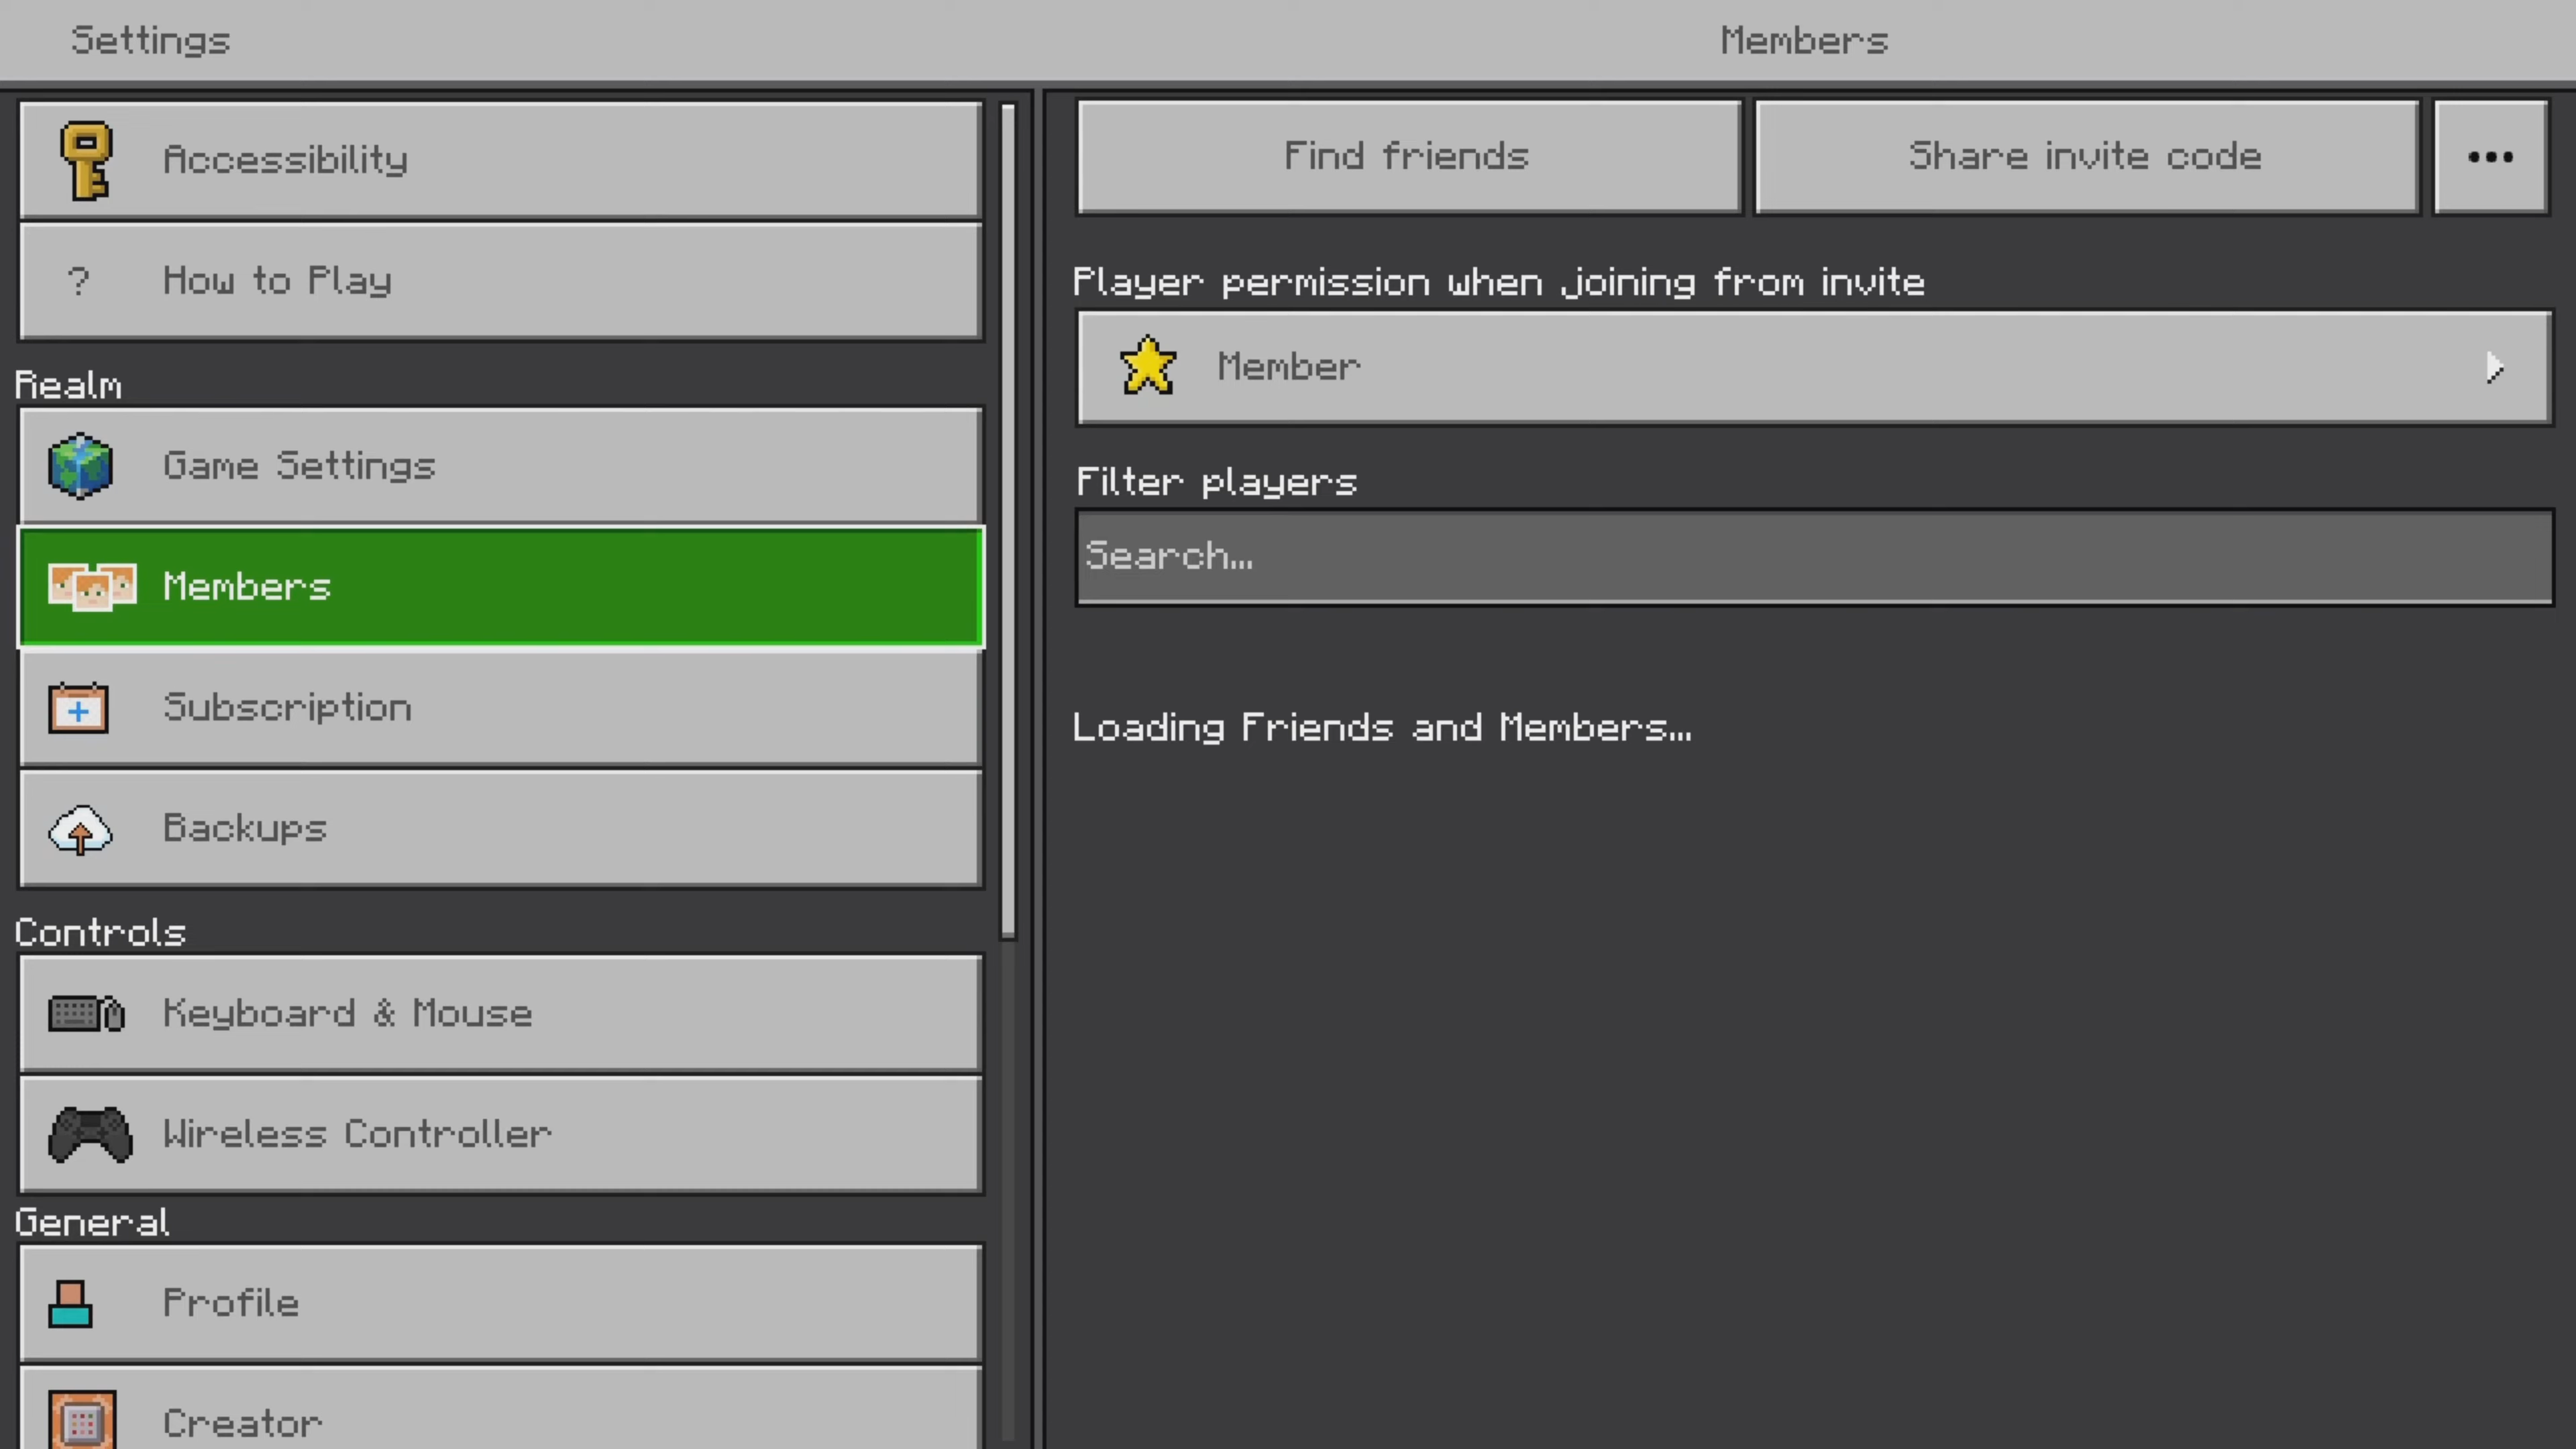 Settings
Members
Accessibility
? How to Play
Realm
Game Settings
Members
Subscription
Backups
Controls
Keyboard & Mouse
Wireless Controller
General
Profile
Creator
Find friends
Share invite code
...
Player permission when joining from invite
Member
Filter players
Search...
Loading Friends and Members...